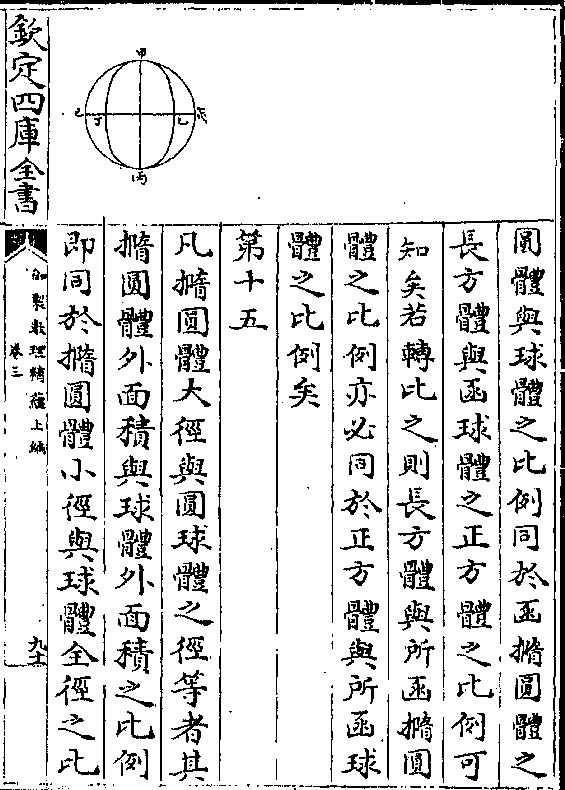 圓體與球體之比例同於函撱圓體之
長方體與函球體之正方體之比例可
知矣若轉比之則長方體與所函撱圓
體之比例亦必同於正方體與所函球
體之比例矣
第十五
凡撱圓體大徑與圓球體之徑等者其
撱圓體外面積與球體外面積之比例
即同於撱圓體小徑與球體全徑之比
甲
戊
乙
丁
己
丙
欽定四庫全書
御製數理精蘊上編
卷三
九十